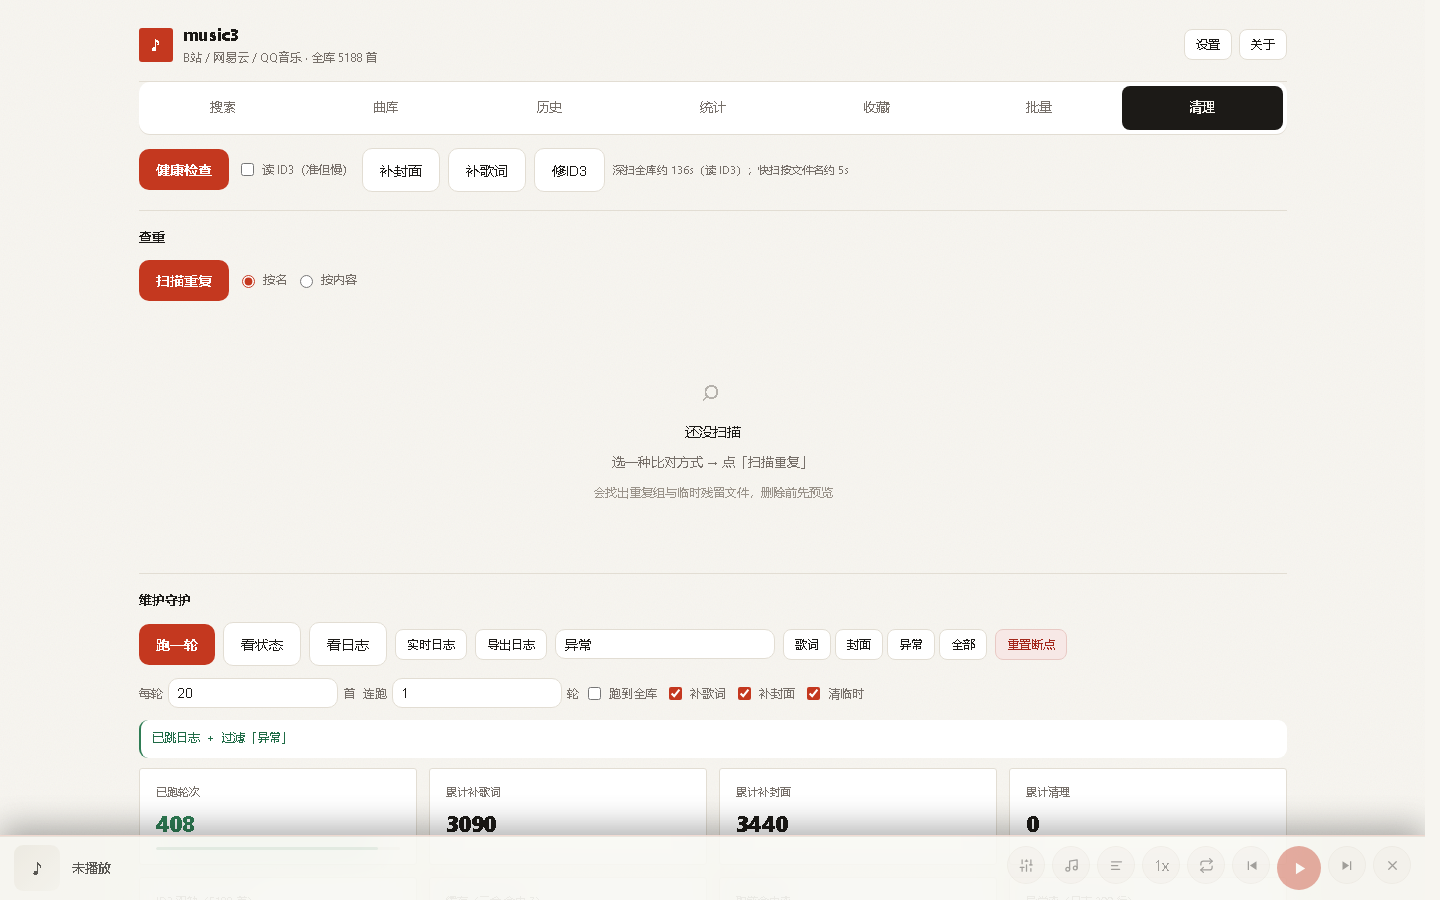 music3
B站 / 网易云 / QQ音乐 · 全库 5188 首
设置
关于
搜索
曲库
历史
统计
收藏
批量
清理
健康检查
读 ID3（准但慢）
补封面
补歌词
修ID3
深扫全库约 136s（读 ID3）；快扫按文件名约 5s
查重
扫描重复
按名
按内容
还没扫描
选一种比对方式 → 点「扫描重复」
会找出重复组与临时残留文件，删除前先预览
维护守护
跑一轮
看状态
看日志
实时日志
导出日志
异常
歌词
封面
异常
全部
重置断点
每轮 20 首 连跑 1 轮 跑到全库 补歌词 补封面 清临时
已跳日志 + 过滤「异常」
已跑轮次
408
累计补歌词
3090
累计补封面
3440
累计清理
0
未播放
1x